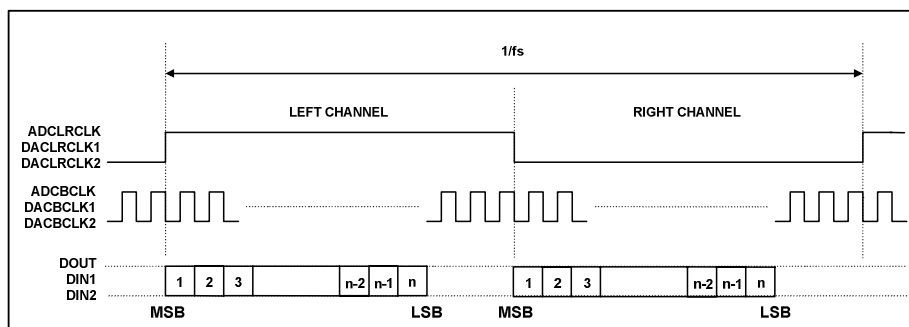 1/fs
LEFT CHANNEL
RIGHT CHANNEL
ADCLRCLK
DACLRCLK1
DACLRCLK2
ADCBCLK
DACBCLK1
DACBCLK2
DOUT
DIN1
DIN2
1 2 3 n-2 n-1 n 1 2 3 n-2 n-1 n
MSB LSB MSB LSB